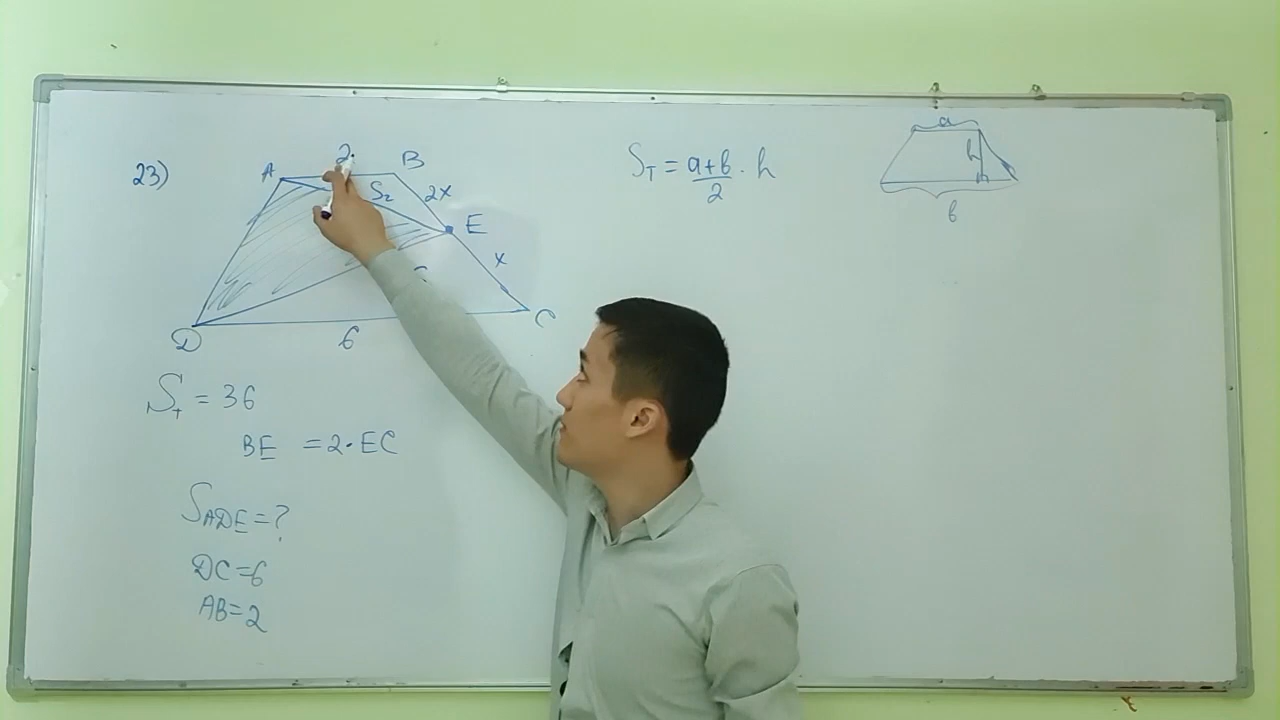 23)
A
2
B
S₂
2x
E
x
D
6
C
S_T = (a+b)/2 · h
a
h
b
S_T = 36
BE = 2·EC
S_ADE = ?
DC=6
AB=2